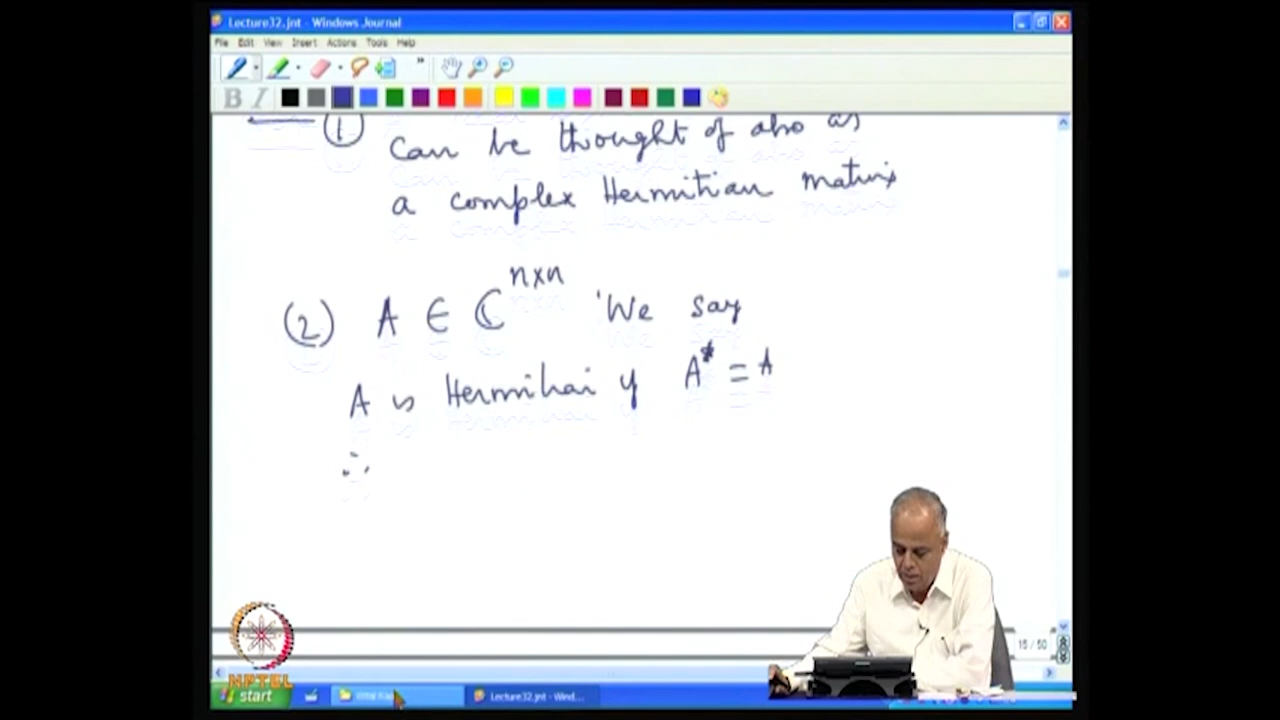 Lecture32.jnt - Windows Journal
File Edit View Insert Actions Tools Help
B I
(1) Can be thought of also as
a complex Hermitian matrix
(2) A ∈ ℂ^{n×n} We say
A is Hermitian if A* = A
∴
15 / 50
NPTEL
start Lecture32.jnt - Wind...